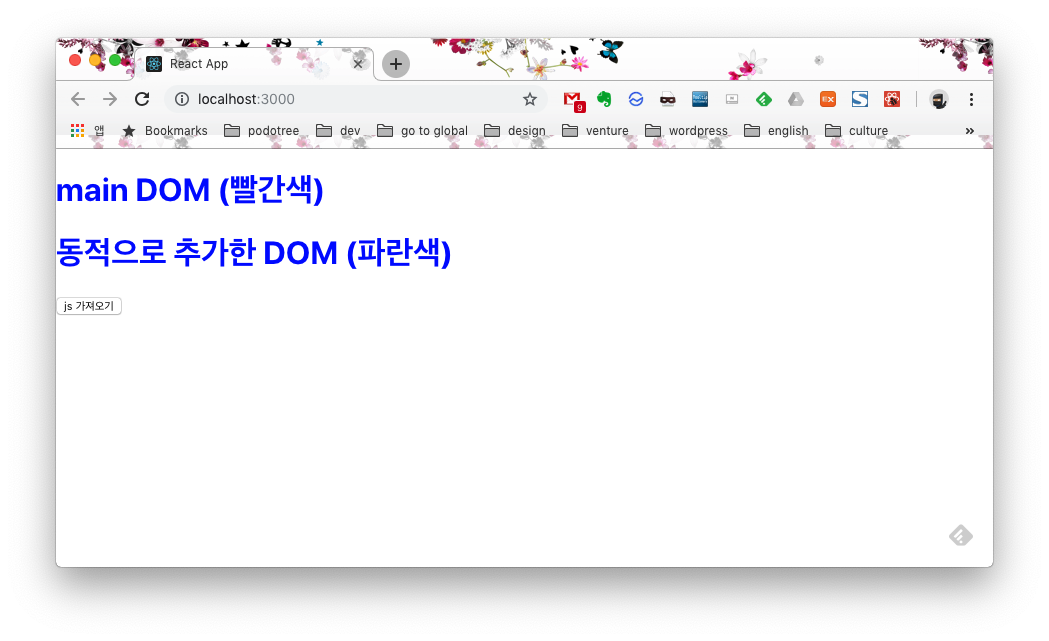 React App
localhost:3000
9
EX
앱 Bookmarks podotree dev go to global design venture wordpress english culture »
main DOM (빨간색)
동적으로 추가한 DOM (파란색)
js 가져오기